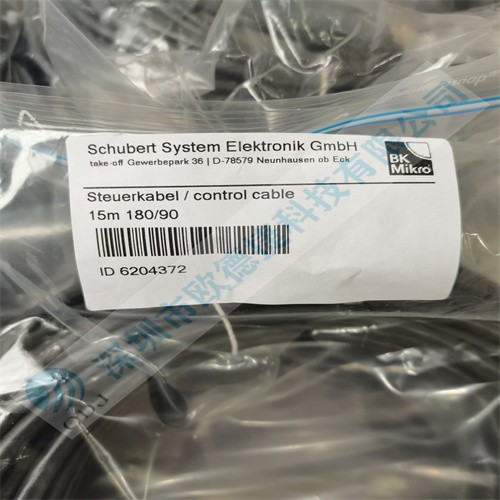 Schubert System Elektronik GmbH
take-off Gewerbepark 36 | D-78579 Neunhausen ob Eck
BK
Mikro
Steuerkabel / control cable
15m 180/90
ID 6204372
深圳市欧德克科技有限公司